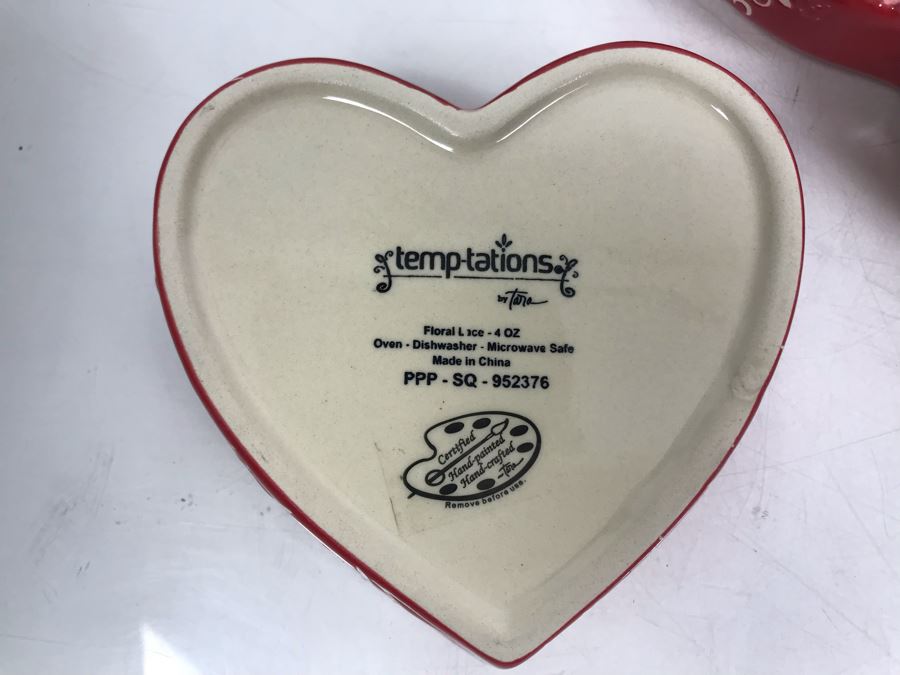 temp-tations
by Tara
Floral Lace - 4 OZ
Oven - Dishwasher - Microwave Safe
Made in China
PPP - SQ - 952376
Certified
Hand-painted
Hand-crafted
Tara
Remove before use.